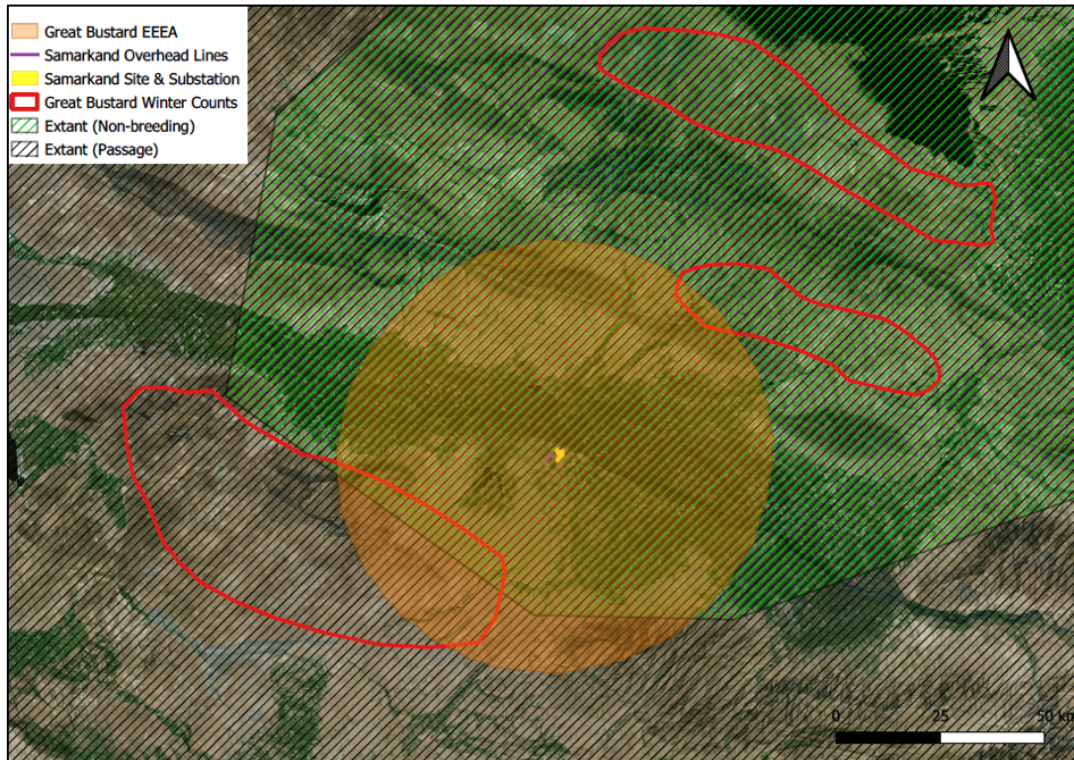 Great Bustard EEEA
Samarkand Overhead Lines
Samarkand Site & Substation
Great Bustard Winter Counts
Extant (Non-breeding)
Extant (Passage)
0 25 50 km